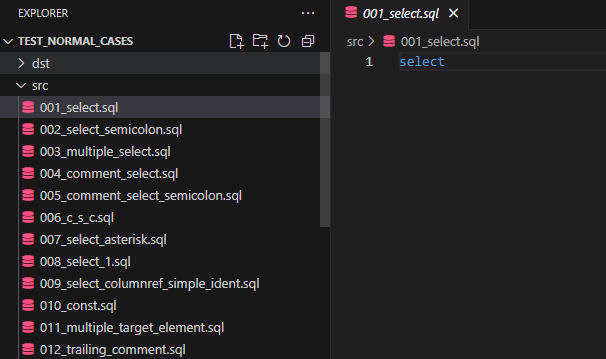 EXPLORER
TEST_NORMAL_CASES
dst
src
001_select.sql
002_select_semicolon.sql
003_multiple_select.sql
004_comment_select.sql
005_comment_select_semicolon.sql
006_c_s_c.sql
007_select_asterisk.sql
008_select_1.sql
009_select_columnref_simple_ident.sql
010_const.sql
011_multiple_target_element.sql
012_trailing_comment.sql
001_select.sql
src > 001_select.sql
1 select